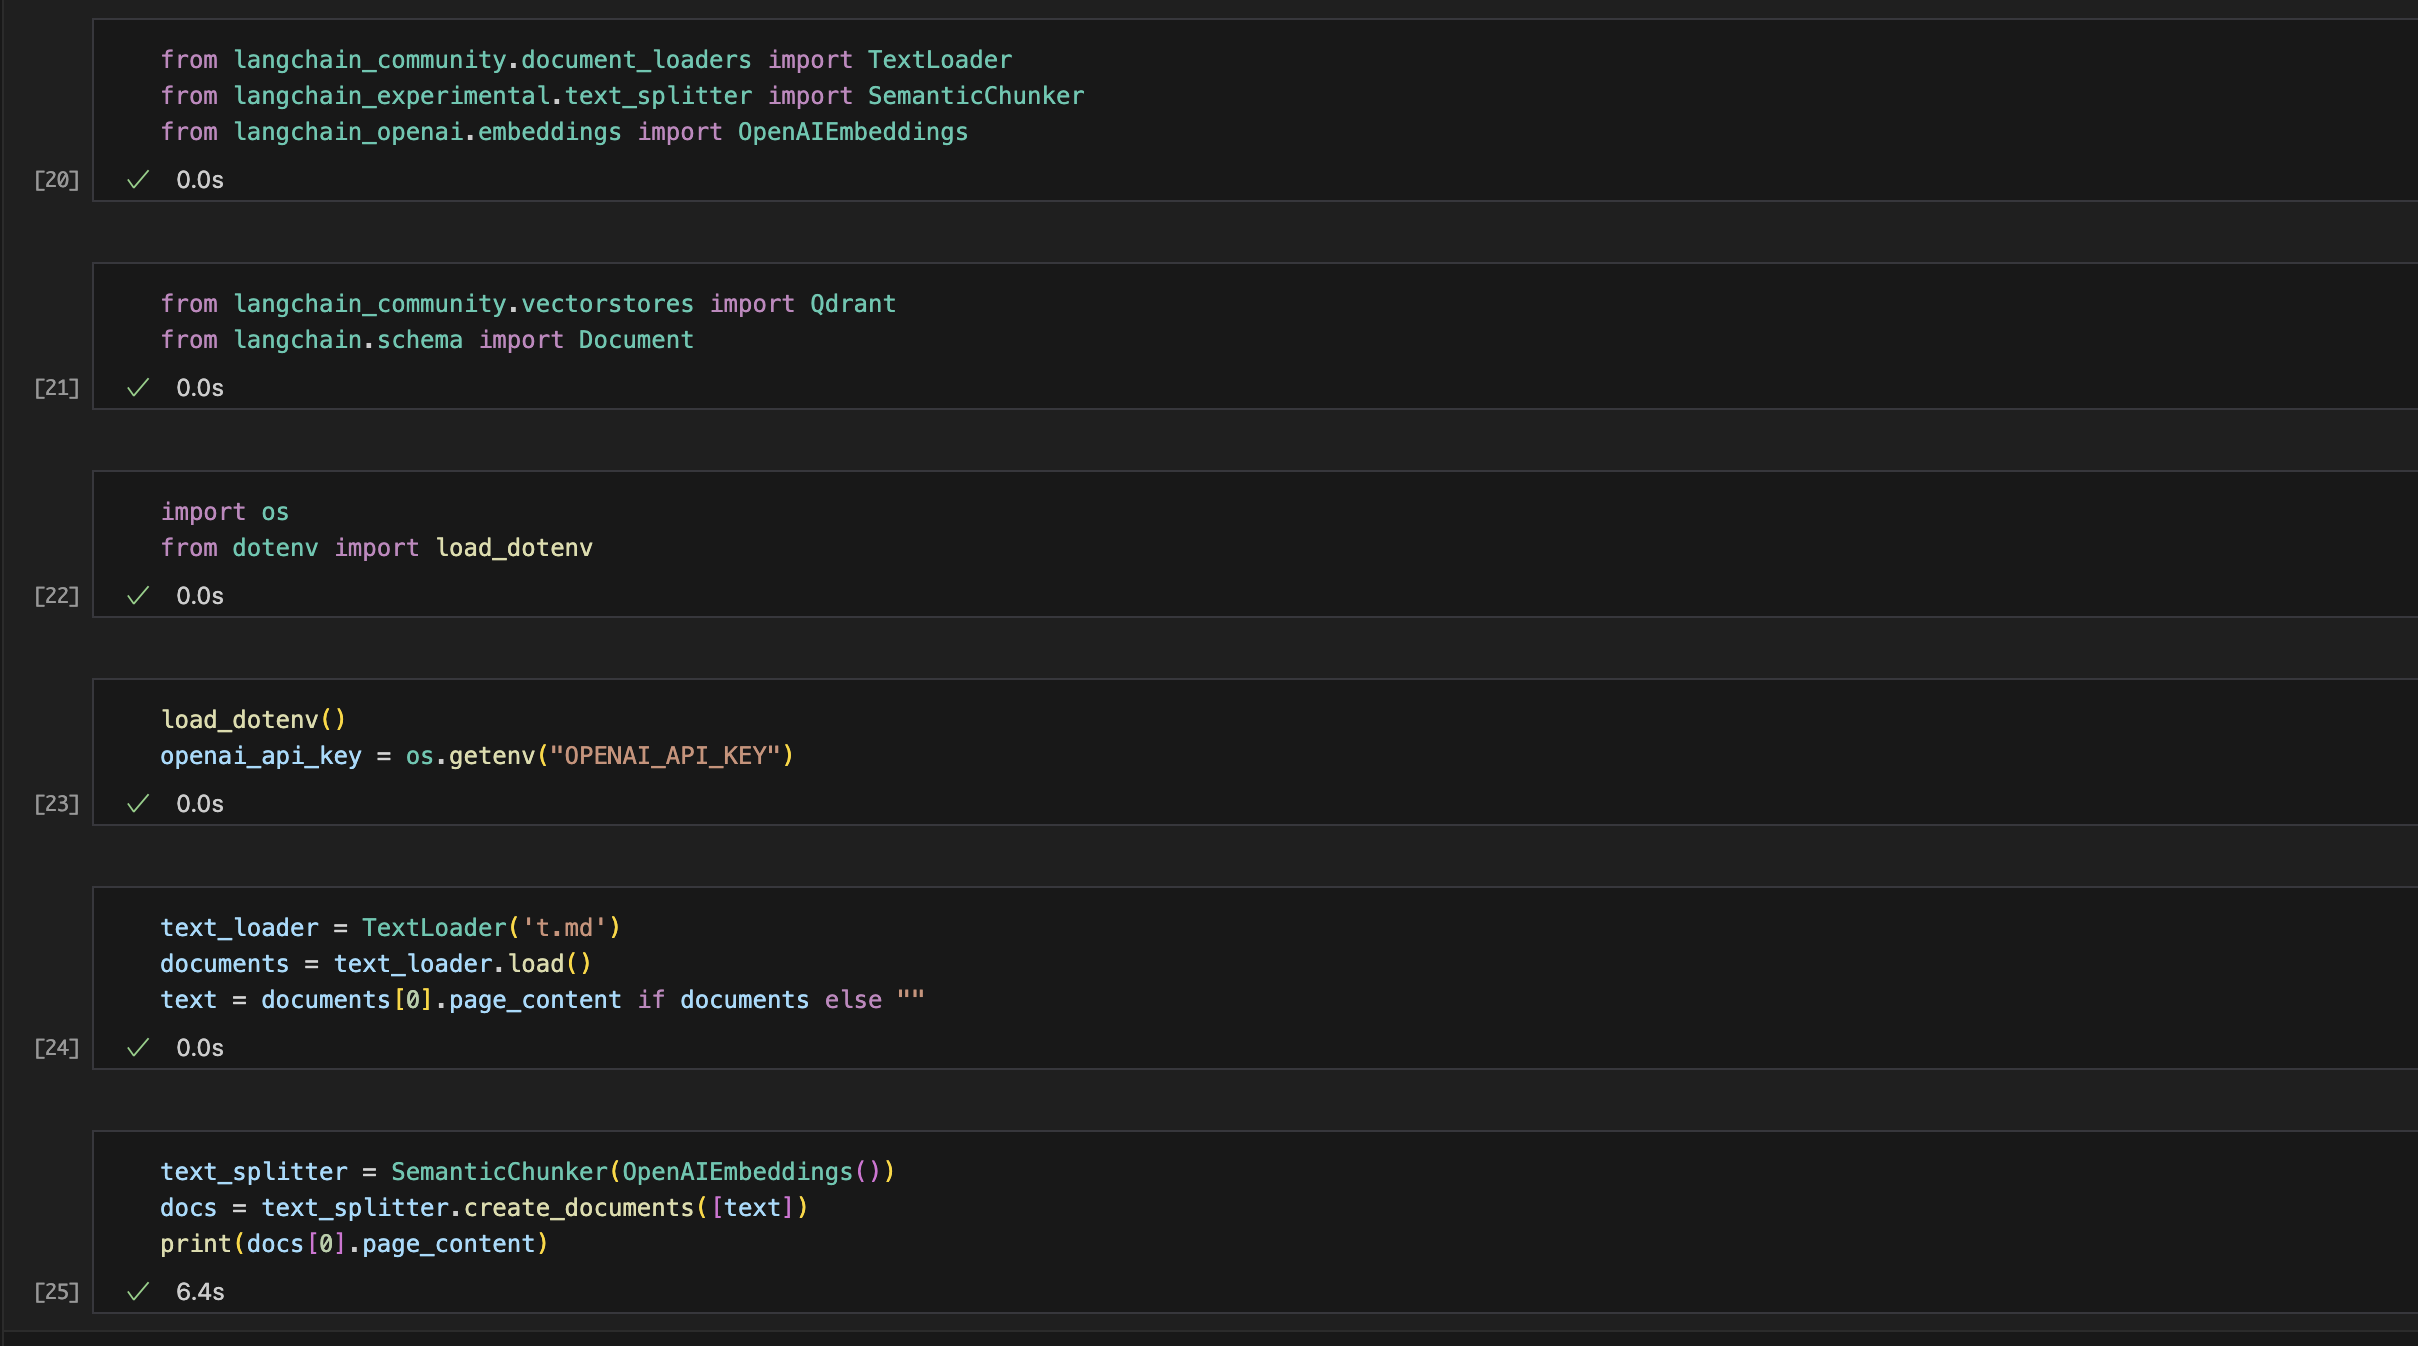 from langchain_community.document_loaders import TextLoader
from langchain_experimental.text_splitter import SemanticChunker
from langchain_openai.embeddings import OpenAIEmbeddings
[20] ✓ 0.0s
from langchain_community.vectorstores import Qdrant
from langchain.schema import Document
[21] ✓ 0.0s
import os
from dotenv import load_dotenv
[22] ✓ 0.0s
load_dotenv()
openai_api_key = os.getenv("OPENAI_API_KEY")
[23] ✓ 0.0s
text_loader = TextLoader('t.md')
documents = text_loader.load()
text = documents[0].page_content if documents else ""
[24] ✓ 0.0s
text_splitter = SemanticChunker(OpenAIEmbeddings())
docs = text_splitter.create_documents([text])
print(docs[0].page_content)
[25] ✓ 6.4s